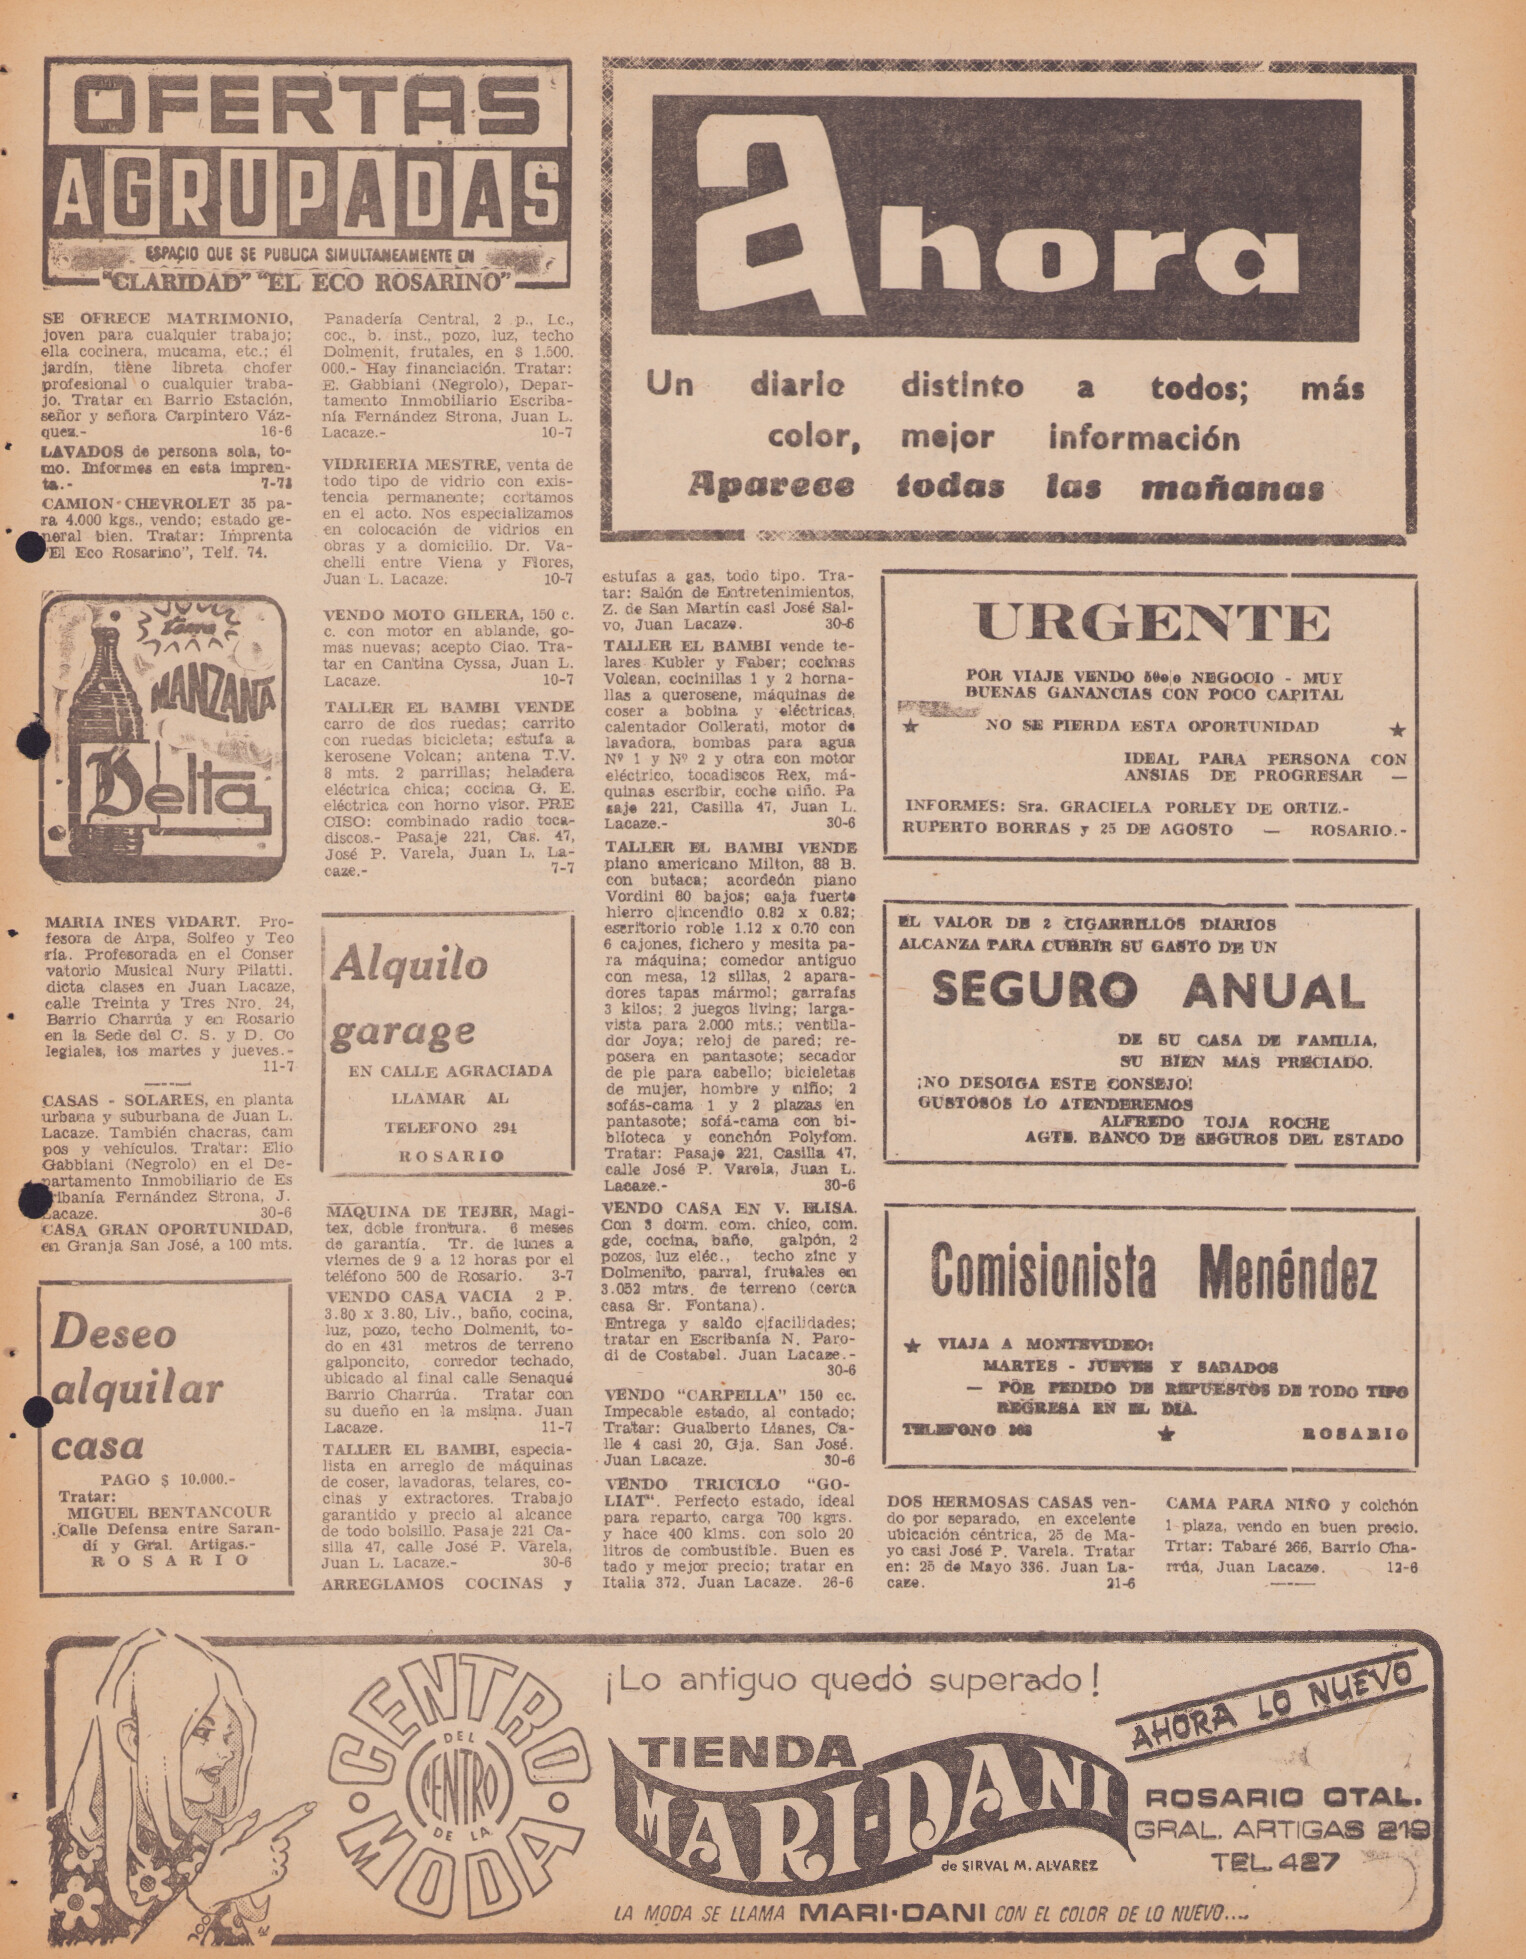 OFERTAS
AGRUPADAS
ESPACIO QUE SE PUBLICA SIMULTANEAMENTE EN
"CLARIDAD" "EL ECO ROSARINO"
SE OFRECE MATRIMONIO,
joven para cualquier trabajo;
ella cocinera, mucama, etc.; él
jardín, tiene libreta chofer
profesional o cualquier traba-
jo. Tratar en Barrio Estación,
señor y señora Carpintero Váz-
quez.- 16-6
LAVADOS de persona sola, to-
mo. Informes en esta impren-
ta.- 7-73
CAMION CHEVROLET 35 pa-
ra 4.000 kgs., vendo; estado ge-
neral bien. Tratar: Imprenta
"El Eco Rosarino", Telf. 74.
tome
MANZANA
Delta
MARIA INES VIDART. Pro-
fesora de Arpa, Solfeo y Teo
ría. Profesorada en el Conser
vatorio Musical Nury Pilatti.
dicta clases en Juan Lacaze,
calle Treinta y Tres Nro. 24,
Barrio Charrúa y en Rosario
en la Sede del C. S. y D. Co
legiales, los martes y jueves.-
11-7
CASAS - SOLARES, en planta
urbana y suburbana de Juan L.
Lacaze. También chacras, cam
pos y vehículos. Tratar: Elio
Gabbiani (Negrolo) en el De-
partamento Inmobiliario de Es
ribanía Fernández Strona, J.
Lacaze. 30-6
CASA GRAN OPORTUNIDAD,
en Granja San José, a 100 mts.
Deseo
alquilar
casa
PAGO $ 10.000.-
Tratar:
MIGUEL BENTANCOUR
Calle Defensa entre Saran-
dí y Gral. Artigas.-
ROSARIO
Panadería Central, 2 p., Lc.,
coc., b. inst., pozo, luz, techo
Dolmenit, frutales, en $ 1.500.
000.- Hay financiación. Tratar:
E. Gabbiani (Negrolo), Depar-
tamento Inmobiliario Escriba-
nía Fernández Strona, Juan L.
Lacaze.- 10-7
VIDRIERIA MESTRE, venta de
todo tipo de vidrio con exis-
tencia permanente; cortamos
en el acto. Nos especializamos
en colocación de vidrios en
obras y a domicilio. Dr. Va-
chelli entre Viena y Flores,
Juan L. Lacaze. 10-7
VENDO MOTO GILERA, 150 c.
c. con motor en ablande, go-
mas nuevas; acepto Ciao. Tra-
tar en Cantina Cyssa, Juan L.
Lacaze. 10-7
TALLER EL BAMBI VENDE
carro de dos ruedas; carrito
con ruedas bicicleta; estufa a
kerosene Volcan; antena T.V.
8 mts. 2 parrillas; heladera
eléctrica chica; cocina G. E.
eléctrica con horno visor. PRE
CISO: combinado radio toca-
discos.- Pasaje 221, Cas. 47,
José P. Varela, Juan L. La-
caze.- 7-7
Alquilo
garage
EN CALLE AGRACIADA
LLAMAR AL
TELEFONO 294
ROSARIO
MAQUINA DE TEJER, Magi-
tex, doble frontura. 6 meses
de garantía. Tr. de lunes a
viernes de 9 a 12 horas por el
teléfono 500 de Rosario. 3-7
VENDO CASA VACIA 2 P.
3.80 x 3.80, Liv., baño, cocina,
luz, pozo, techo Dolmenit, to-
do en 431 metros de terreno
galponcito, corredor techado,
ubicado al final calle Senaqué
Barrio Charrúa. Tratar con
su dueño en la msima. Juan
Lacaze. 11-7
TALLER EL BAMBI, especia-
lista en arreglo de máquinas
de coser, lavadoras, telares, co-
cinas y extractores. Trabajo
garantido y precio al alcance
de todo bolsillo. Pasaje 221 Ca-
silla 47, calle José P. Varela,
Juan L. Lacaze.- 30-6
ARREGLAMOS COCINAS y
Ahora
Un diario distinto a todos; más
color, mejor información
Aparece todas las mañanas
estufas a gas, todo tipo. Tra-
tar: Salón de Entretenimientos,
Z. de San Martín casi José Sal-
vo, Juan Lacaze. 30-6
TALLER EL BAMBI vende te-
lares Kubler y Faber; cocinas
Volcan, cocinillas 1 y 2 horna-
llas a querosene, máquinas de
coser a bobina y eléctricas,
calentador Collerati, motor de
lavadora, bombas para agua
Nº 1 y Nº 2 y otra con motor
eléctrico, tocadiscos Rex, má-
quinas escribir, coche niño. Pa
saje 221, Casilla 47, Juan L.
Lacaze.- 30-6
TALLER EL BAMBI VENDE
piano americano Milton, 88 B.
con butaca; acordeón piano
Vordini 80 bajos; caja fuerte
hierro c|incendio 0.82 x 0.82;
escritorio roble 1.12 x 0.70 con
6 cajones, fichero y mesita pa-
ra máquina; comedor antiguo
con mesa, 12 sillas, 2 apara-
dores tapas mármol; garrafas
3 kilos; 2 juegos living; larga-
vista para 2.000 mts.; ventila-
dor Joya; reloj de pared; re-
posera en pantasote; secador
de pie para cabello; bicicletas
de mujer, hombre y niño; 2
sofás-cama 1 y 2 plazas en
pantasote; sofá-cama con bi-
blioteca y conchón Polyfom.
Tratar: Pasaje 221, Casilla 47,
calle José P. Varela, Juan L.
Lacaze.- 30-6
VENDO CASA EN V. ELISA.
Con 3 dorm. com. chico, com.
gde, cocina, baño, galpón, 2
pozos, luz eléc., techo zinc y
Dolmenito, parral, frutales en
3.052 mtrs. de terreno (cerca
casa Sr. Fontana).
Entrega y saldo c|facilidades;
tratar en Escribanía N. Paro-
di de Costabel. Juan Lacaze.-
30-6
VENDO "CARPELLA" 150 cc.
Impecable estado, al contado;
Tratar: Gualberto Llanes, Ca-
lle 4 casi 20, Gja. San José.
Juan Lacaze. 30-6
VENDO TRICICLO "GO-
LIAT". Perfecto estado, ideal
para reparto, carga 700 kgrs.
y hace 400 klms. con solo 20
litros de combustible. Buen es
tado y mejor precio; tratar en
Italia 372. Juan Lacaze. 26-6
URGENTE
POR VIAJE VENDO NEGOCIO - MUY
BUENAS GANANCIAS CON POCO CAPITAL
★ NO SE PIERDA ESTA OPORTUNIDAD ★
IDEAL PARA PERSONA CON
ANSIAS DE PROGRESAR —
INFORMES: Sra. GRACIELA PORLEY DE ORTIZ.-
RUPERTO BORRAS y 25 DE AGOSTO — ROSARIO.-
EL VALOR DE 2 CIGARRILLOS DIARIOS
ALCANZA PARA CUBRIR SU GASTO DE UN
SEGURO ANUAL
DE SU CASA DE FAMILIA,
SU BIEN MAS PRECIADO.
¡NO DESOIGA ESTE CONSEJO!
GUSTOSOS LO ATENDEREMOS
ALFREDO TOJA ROCHE
AGTE. BANCO DE SEGUROS DEL ESTADO
Comisionista Menéndez
★ VIAJA A MONTEVIDEO:
MARTES - JUEVES Y SABADOS
— POR PEDIDO DE REPUESTOS DE TODO TIPO
REGRESA EN EL DIA.
TELEFONO ★ ROSARIO
DOS HERMOSAS CASAS ven-
do por separado, en excelente
ubicación céntrica, 25 de Ma-
yo casi José P. Varela. Tratar
en: 25 de Mayo 336. Juan La-
caze. 21-6
CAMA PARA NIÑO y colchón
1 plaza, vendo en buen precio.
Trtar: Tabaré 266, Barrio Cha-
rrúa, Juan Lacaze. 12-6
CENTRO
DEL
CENTRO
DE LA
MODA
¡Lo antiguo quedó superado!
TIENDA
MARI-DANI
de SIRVAL M. ALVAREZ
AHORA LO NUEVO
ROSARIO OTAL.
GRAL. ARTIGAS 219
TEL. 427
LA MODA SE LLAMA MARI-DANI CON EL COLOR DE LO NUEVO....